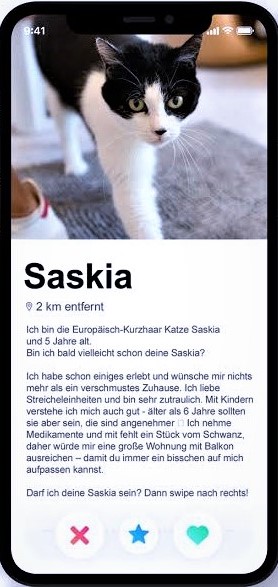 9:41
Saskia
2 km entfernt
Ich bin die Europäisch-Kurzhaar Katze Saskia
und 5 Jahre alt.
Bin ich bald vielleicht schon deine Saskia?
Ich habe schon einiges erlebt und wünsche mir nichts
mehr als ein verschmustes Zuhause. Ich liebe
Streicheleinheiten und bin sehr zutraulich. Mit Kindern
verstehe ich mich auch gut - älter als 6 Jahre sollten
sie aber sein, die sind angenehmer Ich nehme
Medikamente und mit fehlt ein Stück vom Schwanz,
daher würde mir eine große Wohnung mit Balkon
ausreichen – damit du immer ein bisschen auf mich
aufpassen kannst.
Darf ich deine Saskia sein? Dann swipe nach rechts!